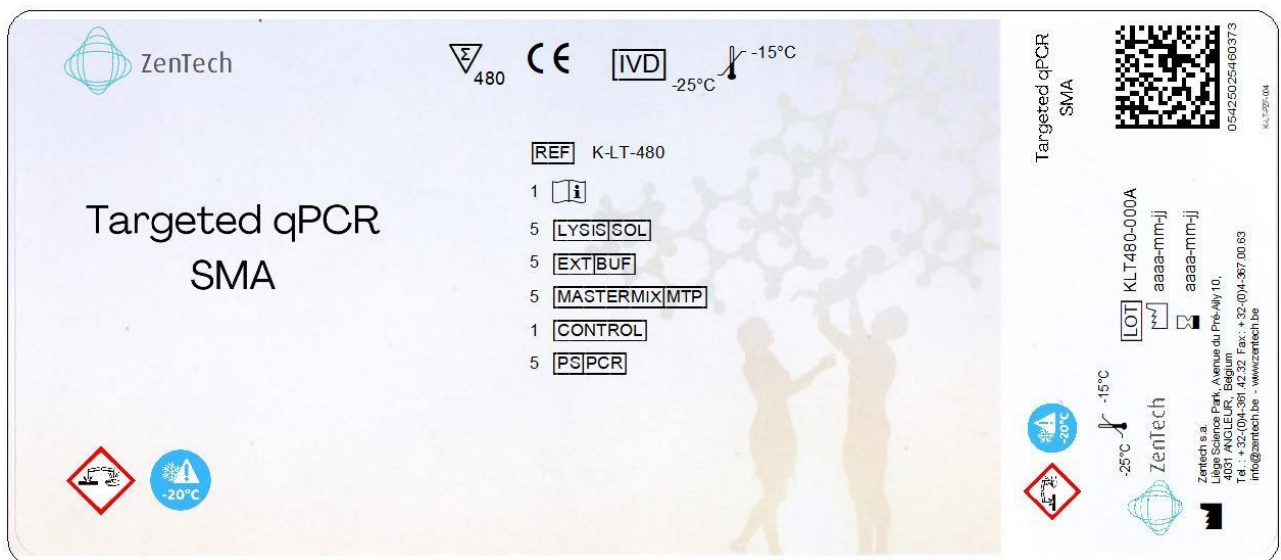 ZenTech
Σ
480
CE
IVD
-25°C
-15°C
REF K-LT-480
1 i
5 LYSIS SOL
5 EXT BUF
5 MASTERMIX MTP
1 CONTROL
5 PS PCR
Targeted qPCR
SMA
-20°C
Targeted qPCR
SMA
05425025460373
LOT KLT480-000A
aaaa-mm-jj
aaaa-mm-jj
-20°C
-25°C
-15°C
ZenTech
Zentech s.a.
Liège Science Park, Avenue du Pré-Aily 10,
4031 ANGLEUR, Belgium
Tel. : +32-(0)4-361.42.32 Fax : +32-(0)4-367.00.63
info@zentech.be - www.zentech.be